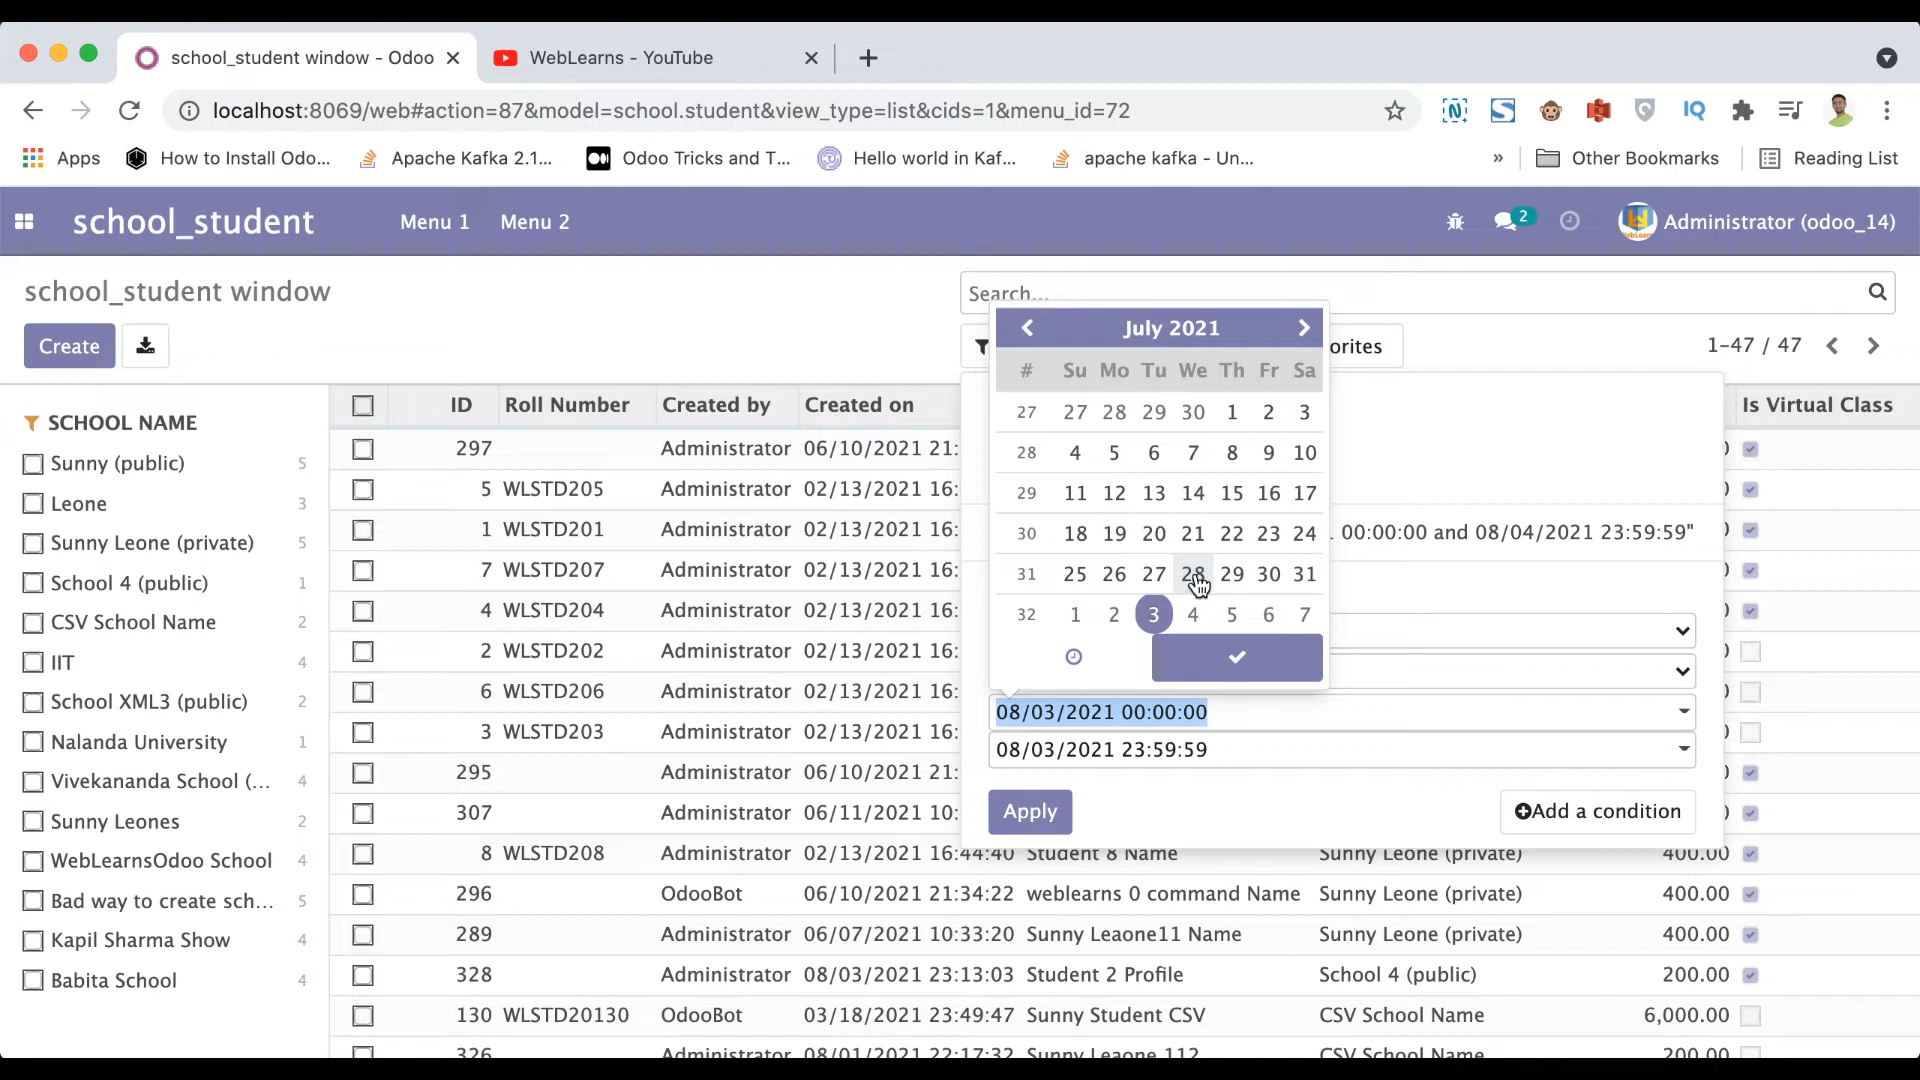 school_student window - Odoo
WebLearns - YouTube
localhost:8069/web#action=87&model=school.student&view_type=list&cids=1&menu_id=72
Apps
How to Install Odo...
Apache Kafka 2.1...
Odoo Tricks and T...
Hello world in Kaf...
apache kafka - Un...
»
Other Bookmarks
Reading List
school_student
Menu 1
Menu 2
2
Administrator (odoo_14)
school_student window
Search...
Create
orites
1-47 / 47
July 2021
# Su Mo Tu We Th Fr Sa
27 27 28 29 30 1 2 3
28 4 5 6 7 8 9 10
29 11 12 13 14 15 16 17
30 18 19 20 21 22 23 24
31 25 26 27 28 29 30 31
32 1 2 3 4 5 6 7
00:00:00 and 08/04/2021 23:59:59"
08/03/2021 00:00:00
08/03/2021 23:59:59
Apply
Add a condition
SCHOOL NAME
Sunny (public) 5
Leone 3
Sunny Leone (private) 5
School 4 (public) 1
CSV School Name 2
IIT 4
School XML3 (public) 2
Nalanda University 1
Vivekananda School (... 4
Sunny Leones 2
WebLearnsOdoo School 4
Bad way to create sch... 5
Kapil Sharma Show 4
Babita School 4
ID Roll Number Created by Created on Is Virtual Class
297 Administrator 06/10/2021 21:
5 WLSTD205 Administrator 02/13/2021 16:
1 WLSTD201 Administrator 02/13/2021 16:
7 WLSTD207 Administrator 02/13/2021 16:
4 WLSTD204 Administrator 02/13/2021 16:
2 WLSTD202 Administrator 02/13/2021 16:
6 WLSTD206 Administrator 02/13/2021 16:
3 WLSTD203 Administrator 02/13/2021 16:
295 Administrator 06/10/2021 21:
307 Administrator 06/11/2021 10:
8 WLSTD208 Administrator 02/13/2021 16:44:40 Student 8 Name Sunny Leone (private) 400.00
296 OdooBot 06/10/2021 21:34:22 weblearns 0 command Name Sunny Leone (private) 400.00
289 Administrator 06/07/2021 10:33:20 Sunny Leaone11 Name Sunny Leone (private) 400.00
328 Administrator 08/03/2021 23:13:03 Student 2 Profile School 4 (public) 200.00
130 WLSTD20130 OdooBot 03/18/2021 23:49:47 Sunny Student CSV CSV School Name 6,000.00
326 Administrator 08/01/2021 22:17:32 Sunny Leaone 112 CSV School Name 200.00